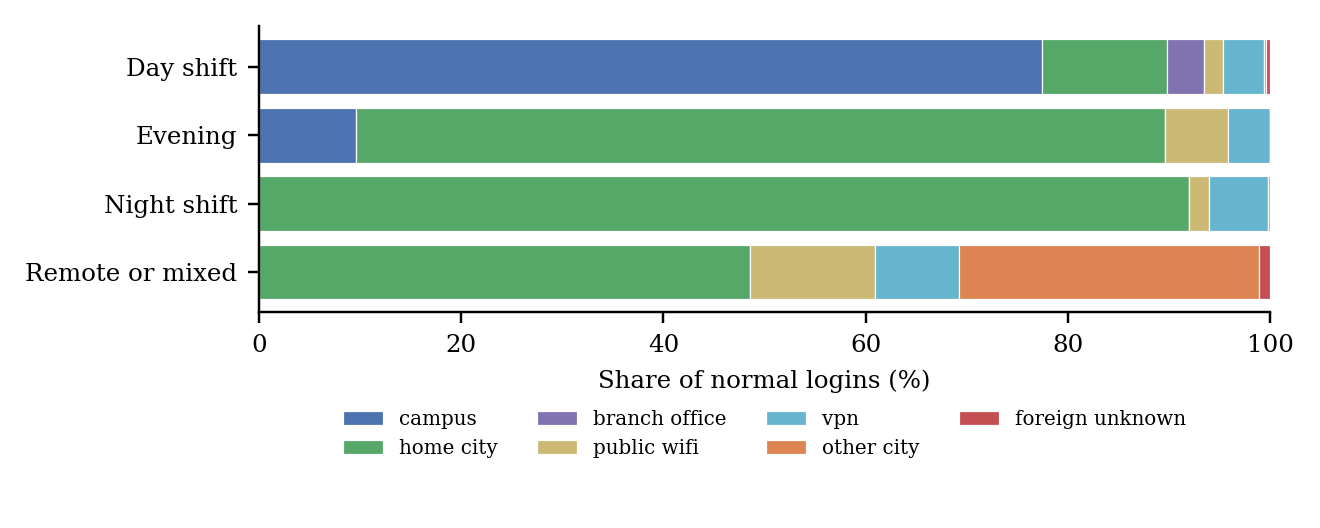 Day shift
Evening
Night shift
Remote or mixed
0 20 40 60 80 100
Share of normal logins (%)
campus branch office vpn foreign unknown
home city public wifi other city